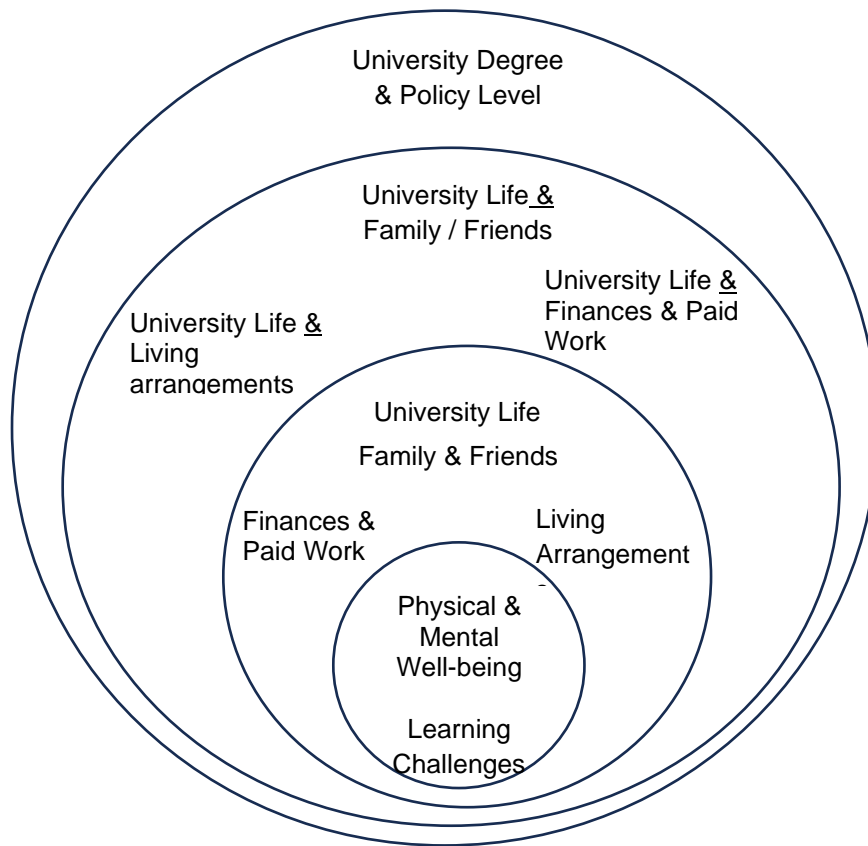 University Degree
& Policy Level
University Life &
Family / Friends
University Life &
Finances & Paid
Work
University Life &
Living
arrangements
University Life
Family & Friends
Finances &
Paid Work
Living
Arrangement
Physical &
Mental
Well-being
Learning
Challenges